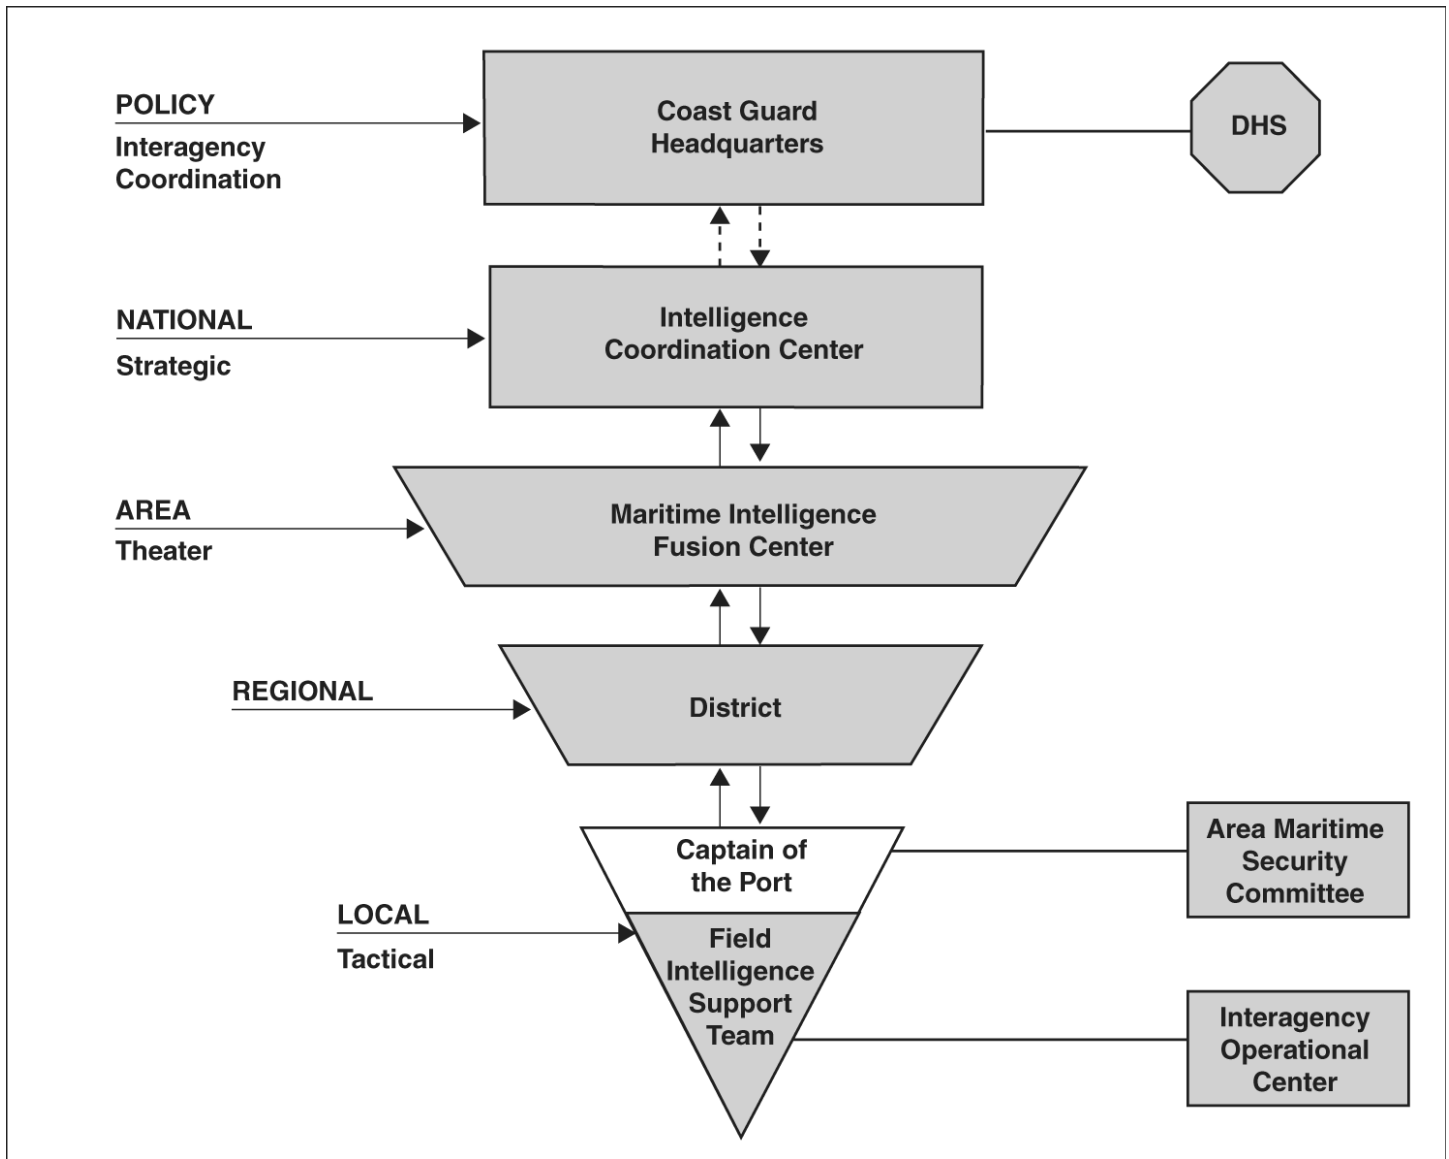 POLICY
Interagency
Coordination
Coast Guard
Headquarters
DHS
NATIONAL
Strategic
Intelligence
Coordination Center
AREA
Theater
Maritime Intelligence
Fusion Center
REGIONAL
District
Captain of
the Port
Area Maritime
Security
Committee
LOCAL
Tactical
Field
Intelligence
Support
Team
Interagency
Operational
Center